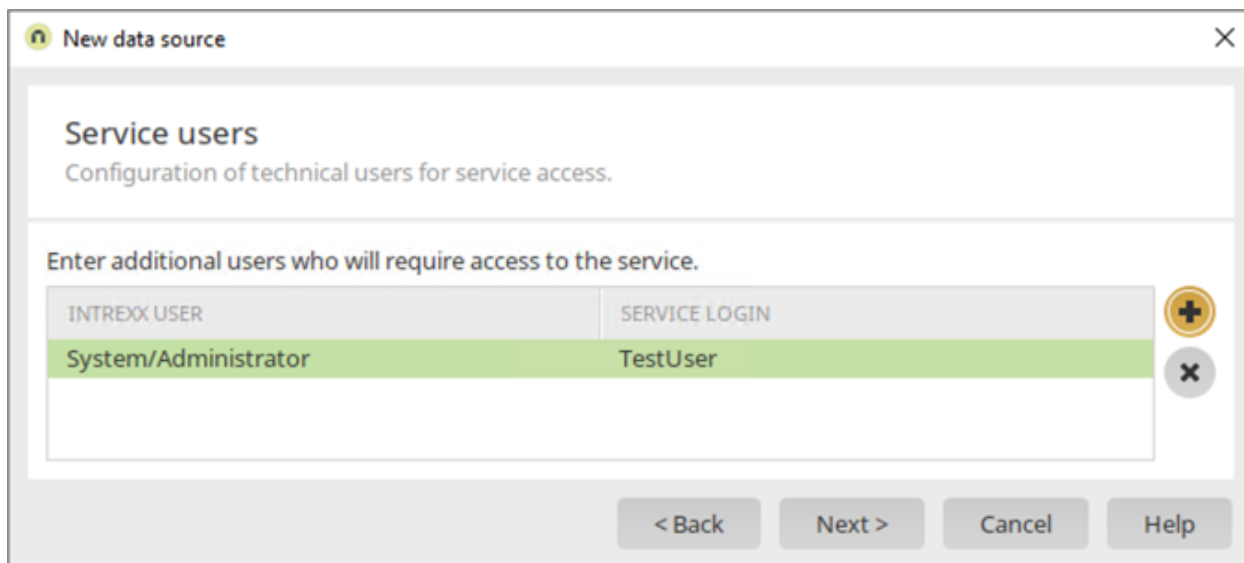 New data source
Service users
Configuration of technical users for service access.
Enter additional users who will require access to the service.
INTREXX USER SERVICE LOGIN
System/Administrator TestUser
< Back Next > Cancel Help